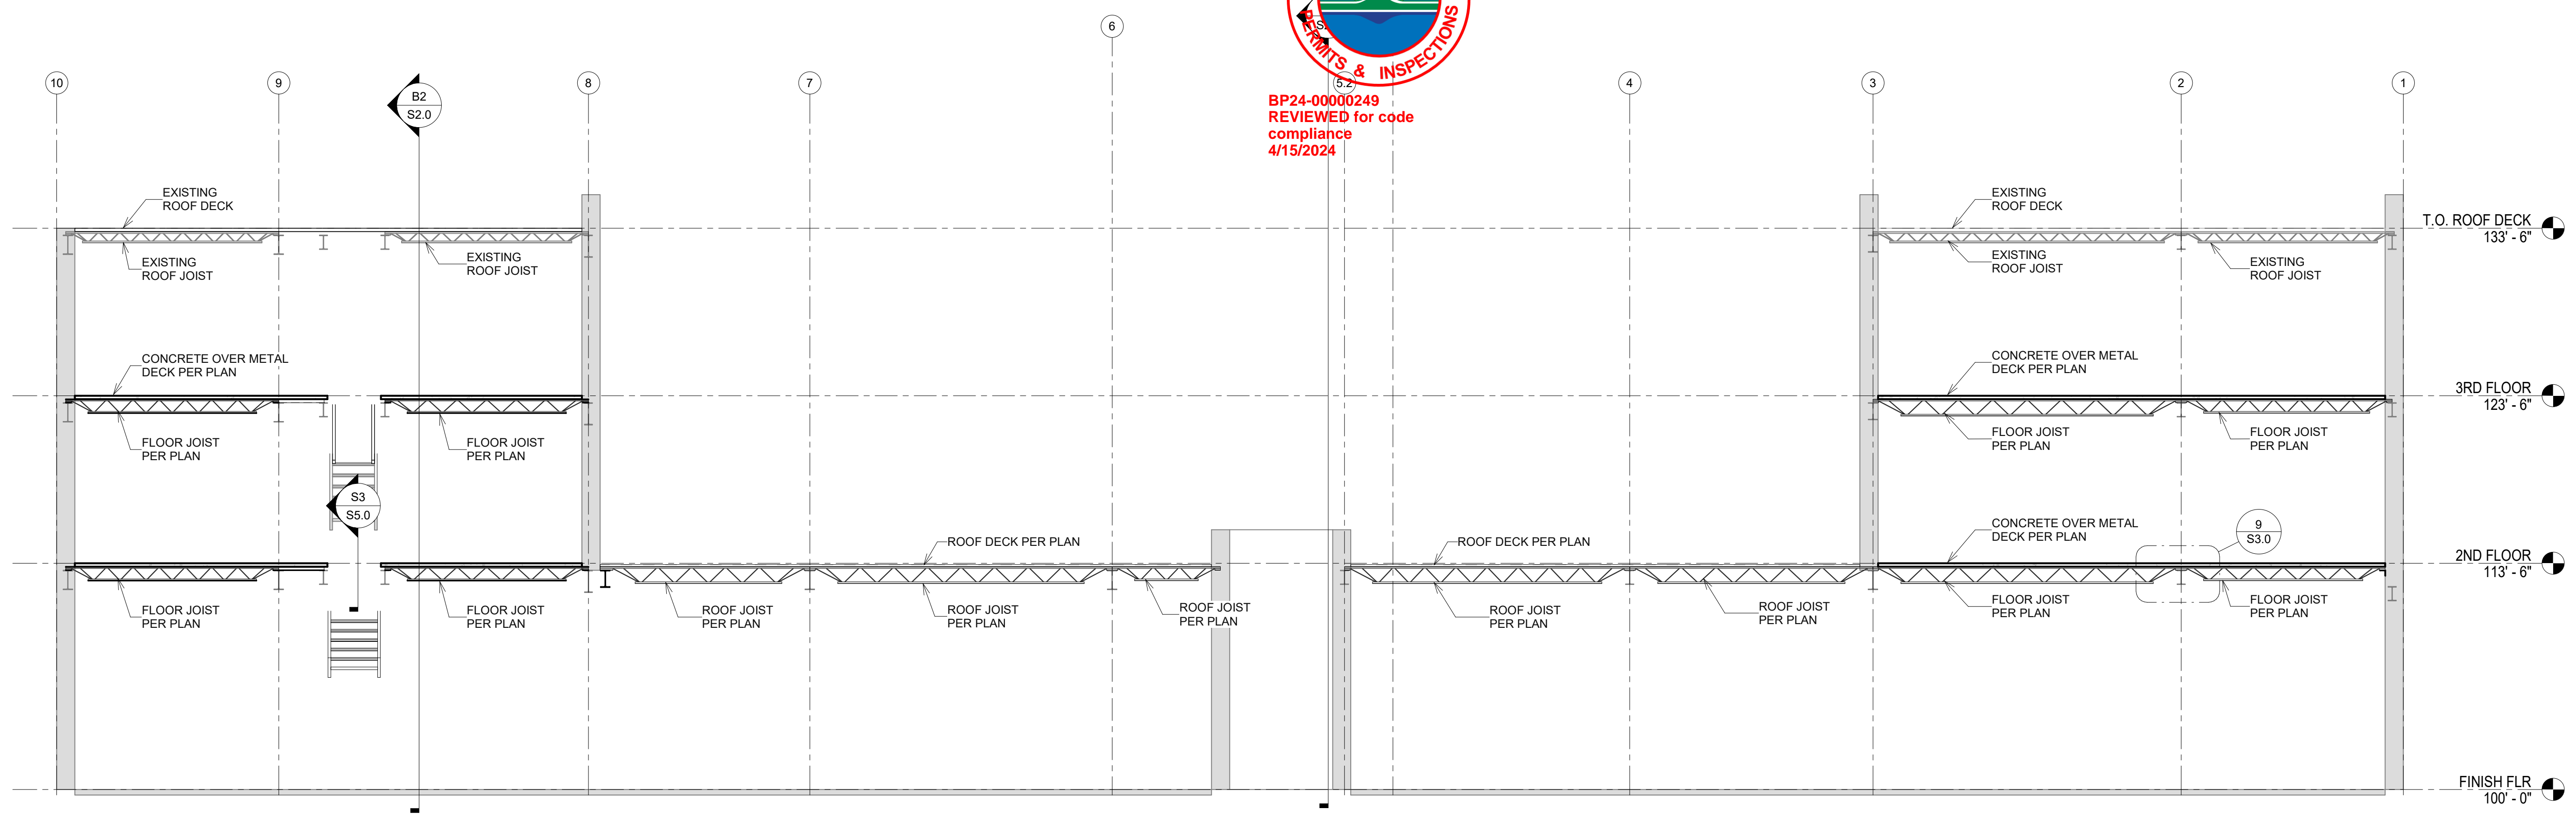 6
S
PERMITS & INSPECTIONS
10
9
B2
S2.0
8
7
5.2
4
3
2
1
BP24-00000249
REVIEWED for code
compliance
4/15/2024
EXISTING
ROOF DECK
EXISTING
ROOF DECK
T.O. ROOF DECK
133' - 6"
EXISTING
ROOF JOIST
EXISTING
ROOF JOIST
EXISTING
ROOF JOIST
EXISTING
ROOF JOIST
CONCRETE OVER METAL
DECK PER PLAN
CONCRETE OVER METAL
DECK PER PLAN
3RD FLOOR
123' - 6"
FLOOR JOIST
PER PLAN
FLOOR JOIST
PER PLAN
FLOOR JOIST
PER PLAN
FLOOR JOIST
PER PLAN
S3
S5.0
ROOF DECK PER PLAN
ROOF DECK PER PLAN
CONCRETE OVER METAL
DECK PER PLAN
9
S3.0
2ND FLOOR
113' - 6"
FLOOR JOIST
PER PLAN
FLOOR JOIST
PER PLAN
ROOF JOIST
PER PLAN
ROOF JOIST
PER PLAN
ROOF JOIST
PER PLAN
ROOF JOIST
PER PLAN
ROOF JOIST
PER PLAN
FLOOR JOIST
PER PLAN
FLOOR JOIST
PER PLAN
FINISH FLR
100' - 0"